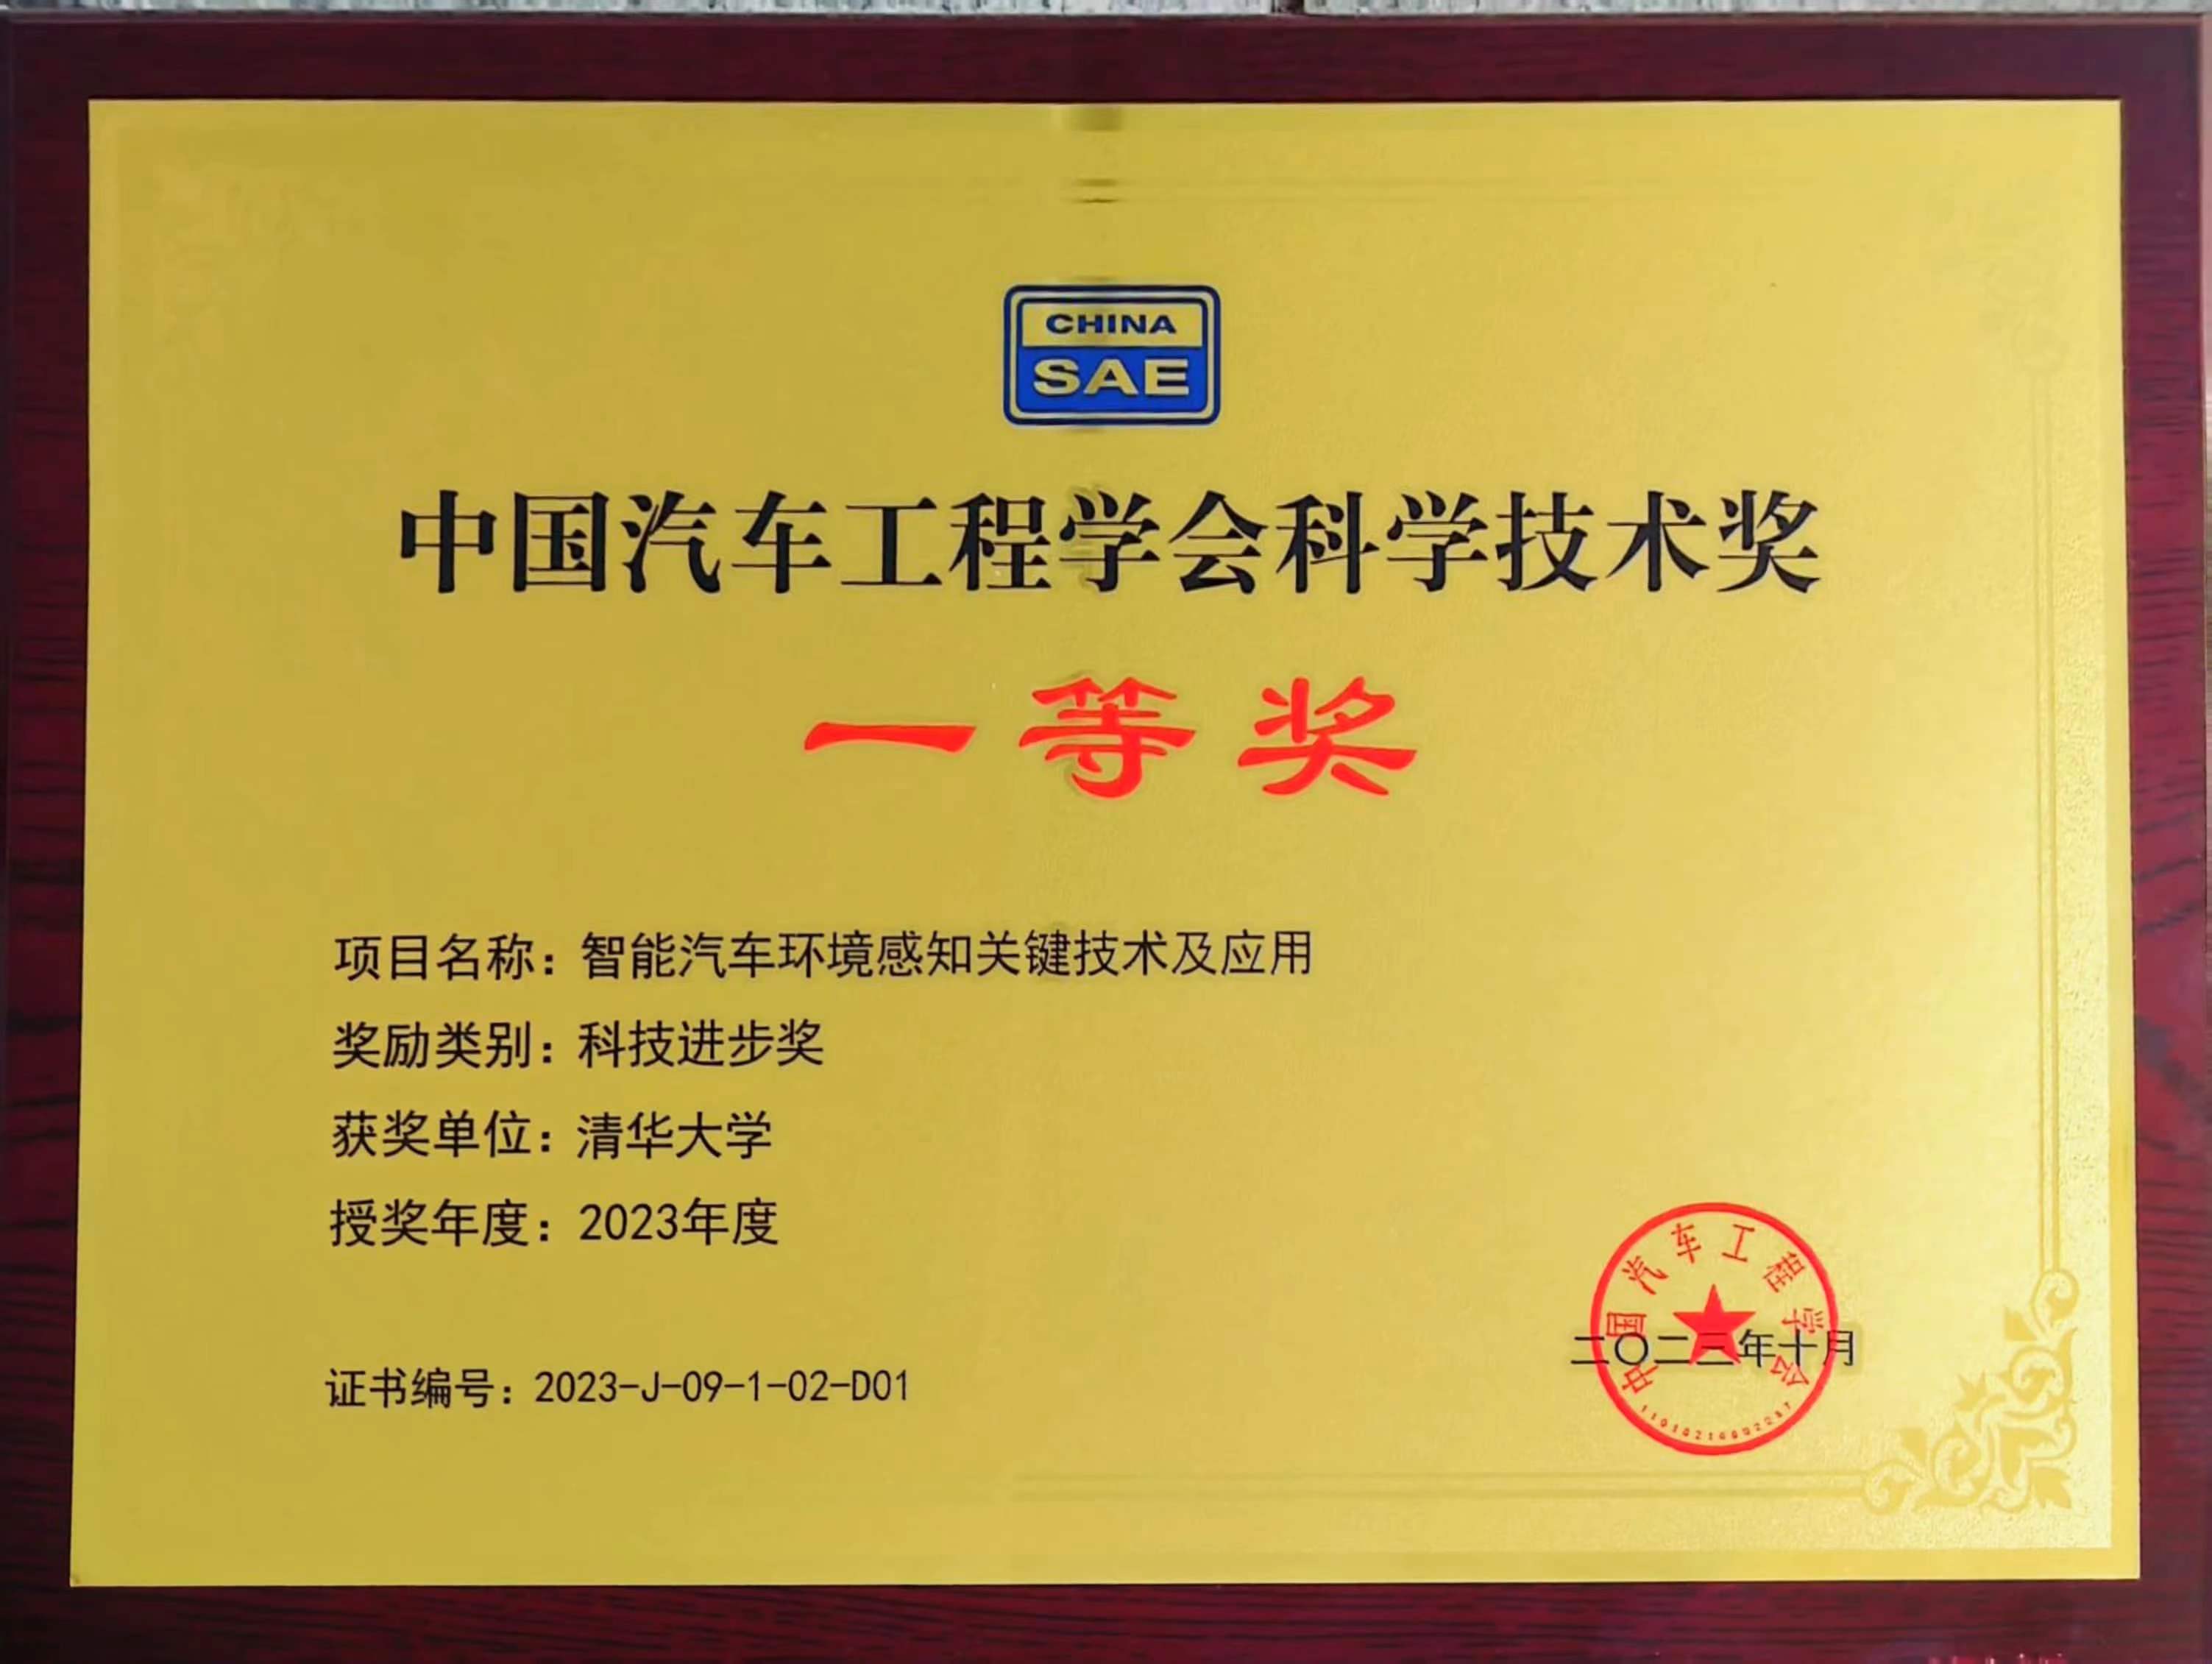 CHINA
SAE
中国汽车工程学会科学技术奖
一等奖
项目名称：智能汽车环境感知关键技术及应用
奖励类别：科技进步奖
获奖单位：清华大学
授奖年度：2023年度
证书编号：2023-J-09-1-02-D01
中国汽车工程学会
二〇二三年十月